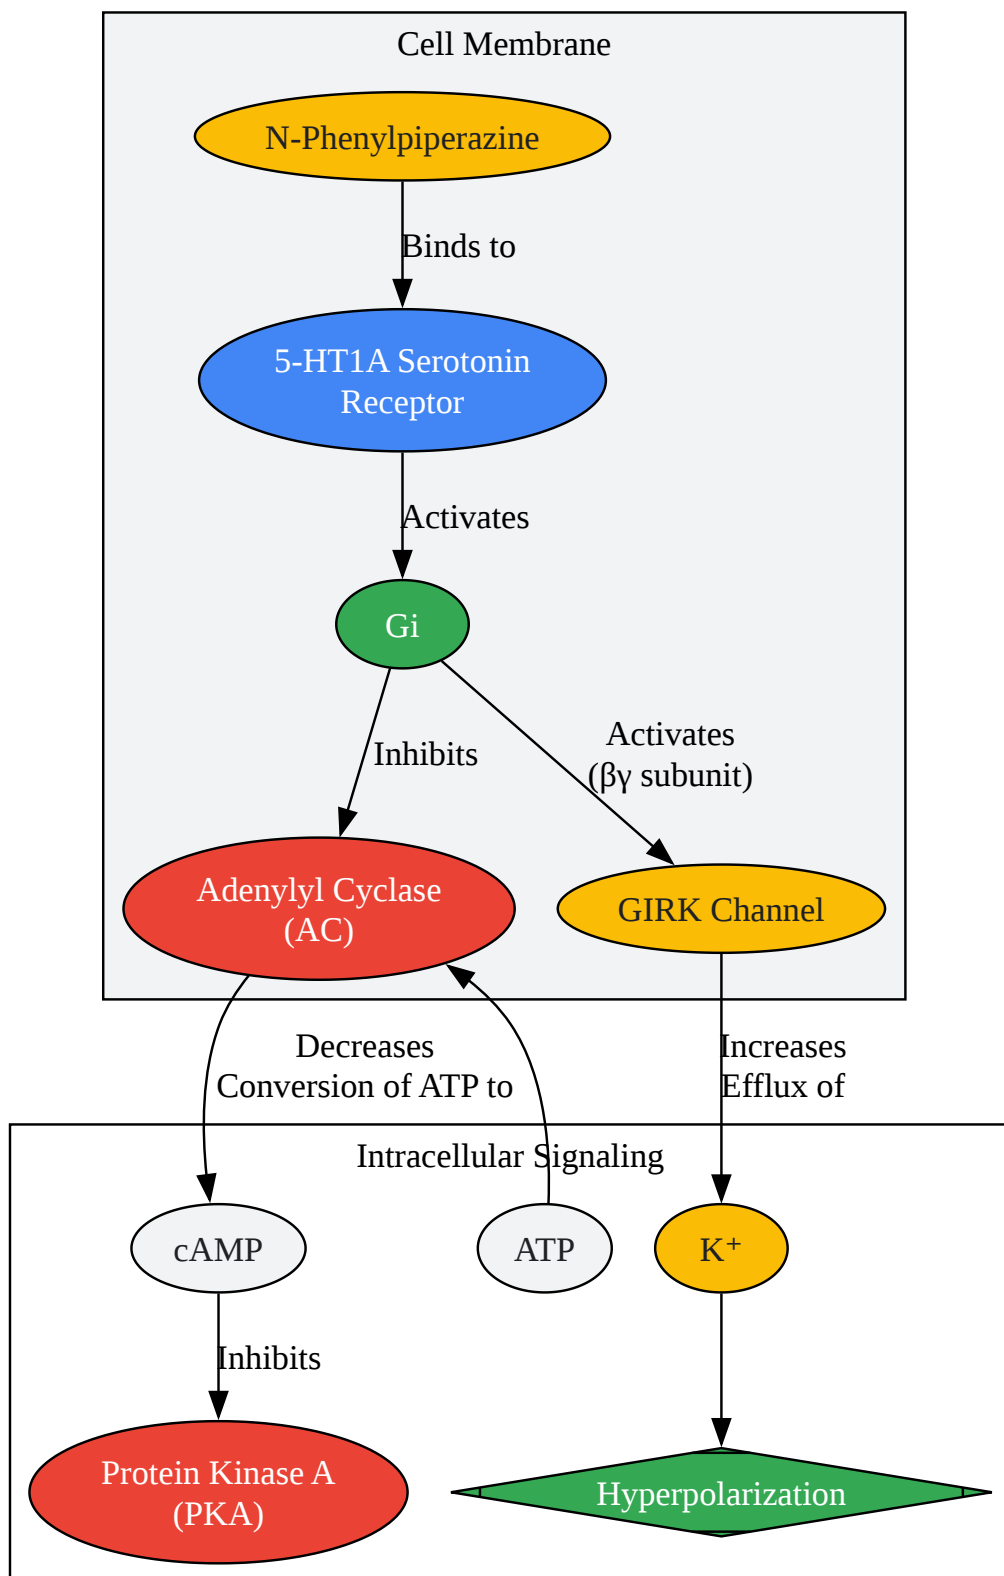 Cell Membrane
N-Phenylpiperazine
Binds to
5-HT1A Serotonin
Receptor
Activates
Gi
Inhibits
Activates
(βγ subunit)
Adenylyl Cyclase
(AC)
GIRK Channel
Decreases
Conversion of ATP to
Increases
Efflux of
Intracellular Signaling
cAMP
ATP
K⁺
Inhibits
Protein Kinase A
(PKA)
Hyperpolarization